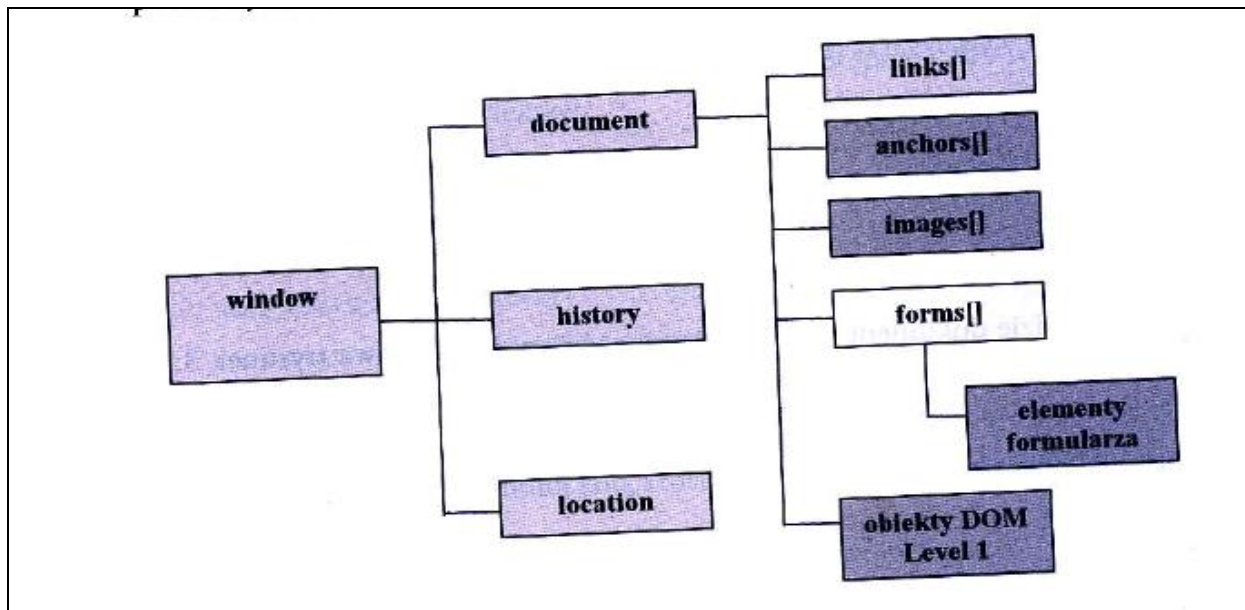 links[]
document
anchors[]
images[]
window
history
forms[]
elementy
formularza
location
obiekty DOM
Level 1